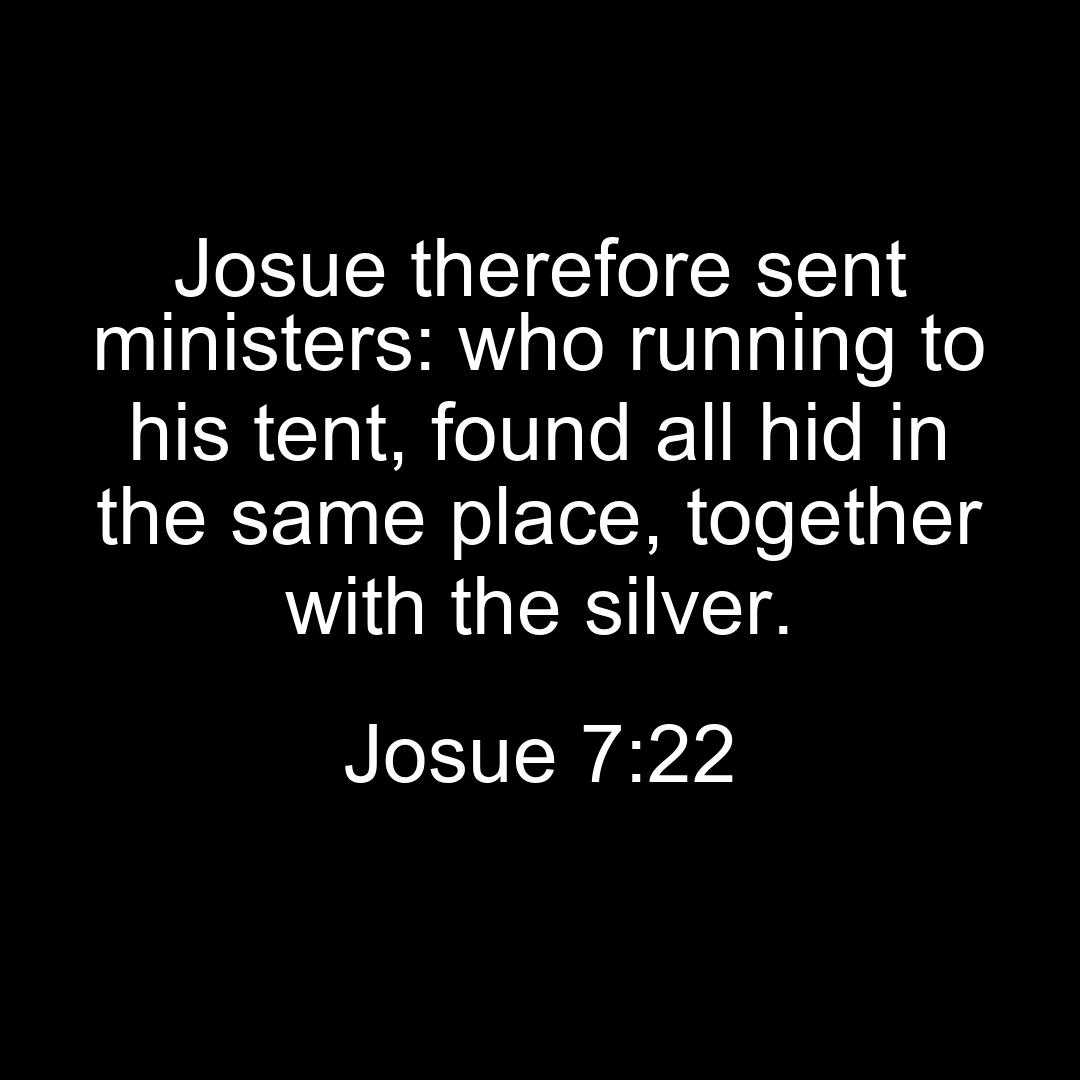 Josue therefore sent
ministers: who running to
his tent, found all hid in
the same place, together
with the silver.
Josue 7:22